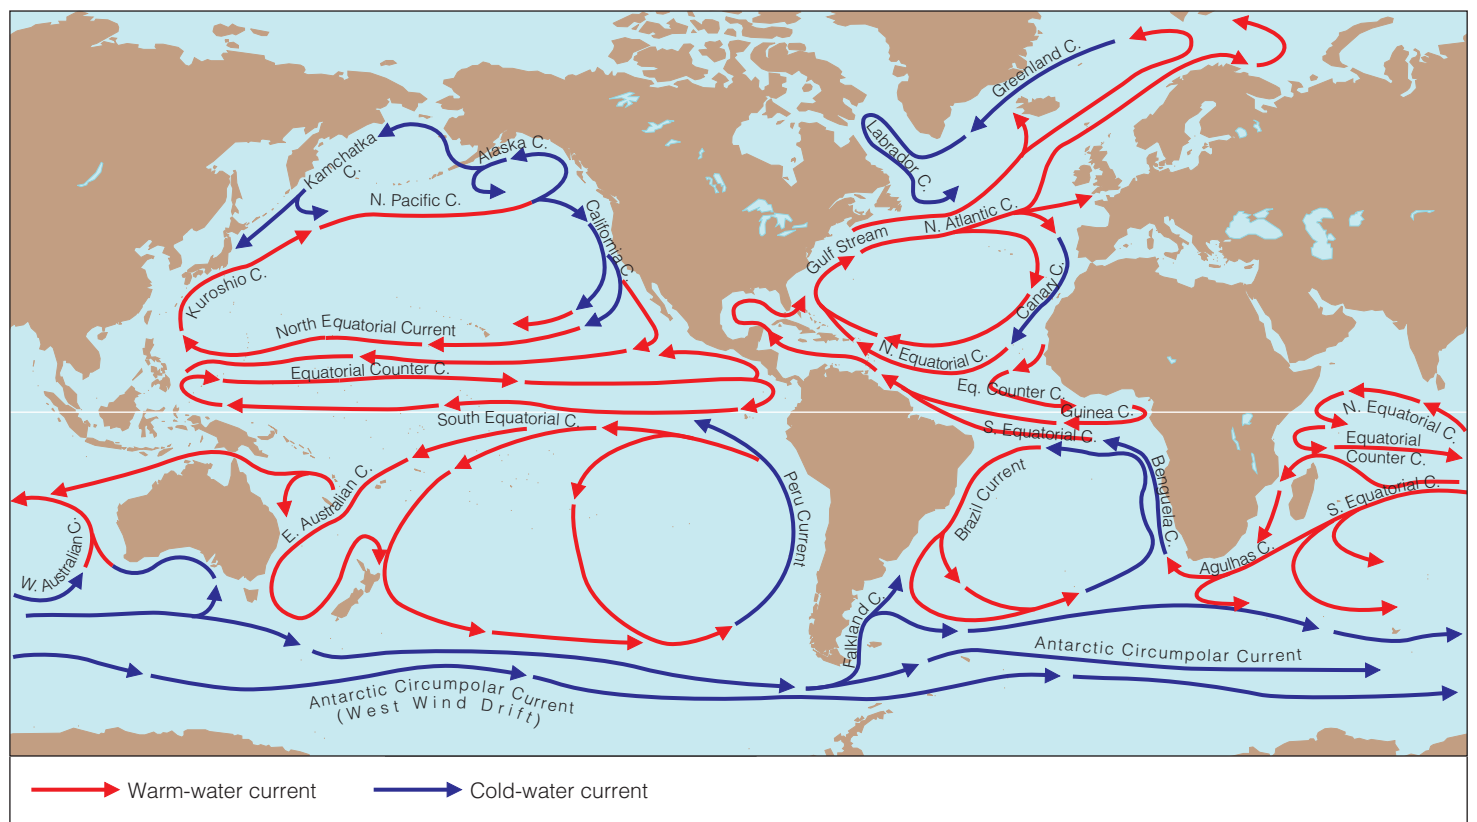 Greenland C.
Labrador C.
Kamchatka
C.
Alaska C.
N. Pacific C.
California C.
N. Atlantic C.
Gulf Stream
Kuroshio C.
Canary C.
North Equatorial Current
N. Equatorial C.
Equatorial Counter C.
Eq. Counter C.
Guinea C.
South Equatorial C.
S. Equatorial C.
N. Equatorial C.
Equatorial
Counter C.
S. Equatorial C.
E. Australian C.
Peru Current
Brazil Current
Benguela C.
Agulhas C.
W. Australian C.
Falkland C.
Antarctic Circumpolar Current
Antarctic Circumpolar Current
(West Wind Drift)
Warm-water current
Cold-water current